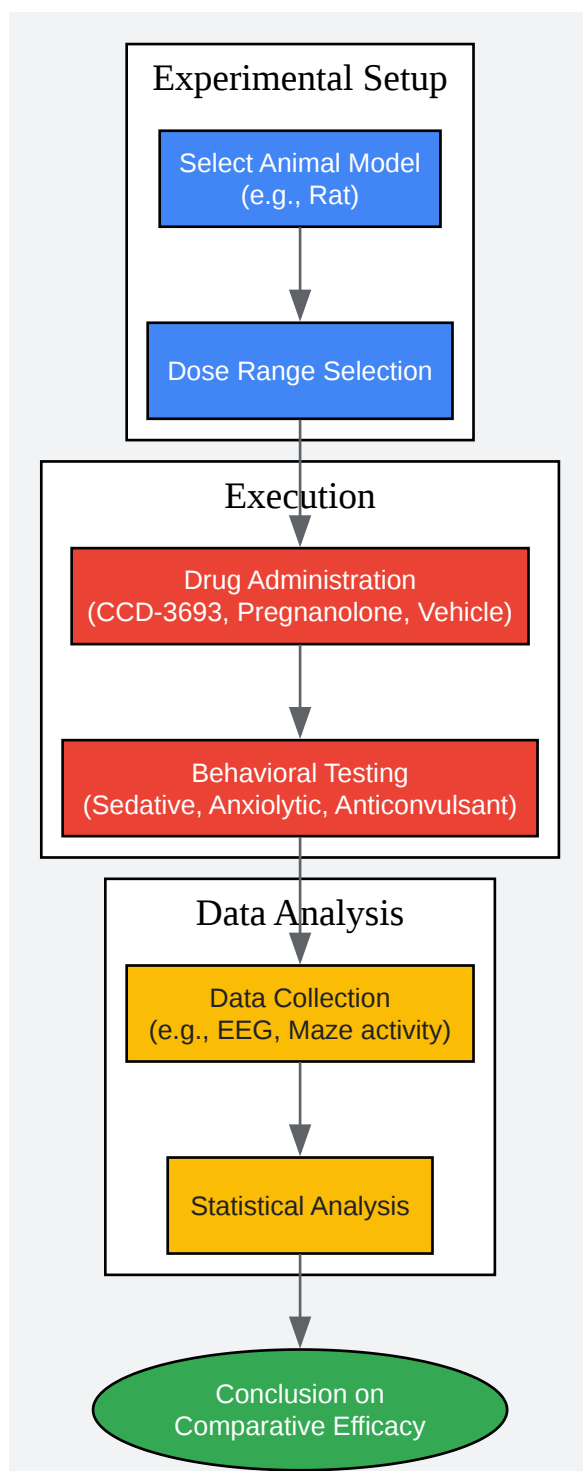 Experimental Setup
Select Animal Model
(e.g., Rat)
Dose Range Selection
Execution
Drug Administration
(CCD-3693, Pregnanolone, Vehicle)
Behavioral Testing
(Sedative, Anxiolytic, Anticonvulsant)
Data Analysis
Data Collection
(e.g., EEG, Maze activity)
Statistical Analysis
Conclusion on
Comparative Efficacy